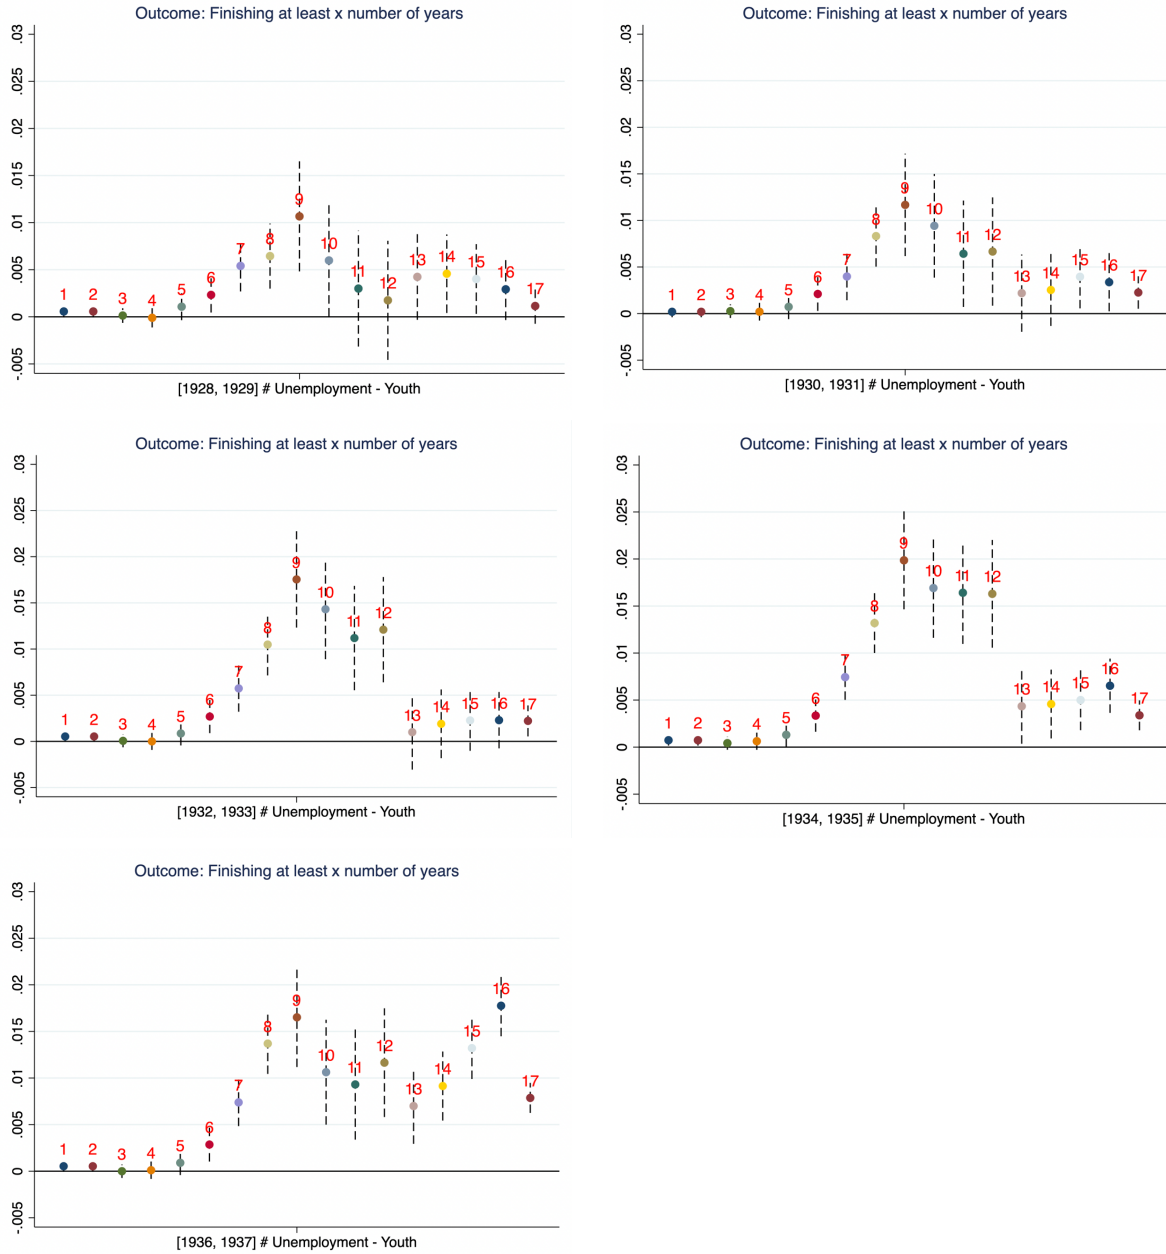 Outcome: Finishing at least x number of years
.03
.025
.02
.015
.01
.005
0
-.005
1 2 3 4 5 6 7 8 9 10 11 12 13 14 15 16 17
[1928, 1929] # Unemployment - Youth
Outcome: Finishing at least x number of years
.03
.025
.02
.015
.01
.005
0
-.005
1 2 3 4 5 6 7 8 9 10 11 12 13 14 15 16 17
[1930, 1931] # Unemployment - Youth
Outcome: Finishing at least x number of years
.03
.025
.02
.015
.01
.005
0
-.005
1 2 3 4 5 6 7 8 9 10 11 12 13 14 15 16 17
[1932, 1933] # Unemployment - Youth
Outcome: Finishing at least x number of years
.03
.025
.02
.015
.01
.005
0
-.005
1 2 3 4 5 6 7 8 9 10 11 12 13 14 15 16 17
[1934, 1935] # Unemployment - Youth
Outcome: Finishing at least x number of years
.03
.025
.02
.015
.01
.005
0
-.005
1 2 3 4 5 6 7 8 9 10 11 12 13 14 15 16 17
[1936, 1937] # Unemployment - Youth